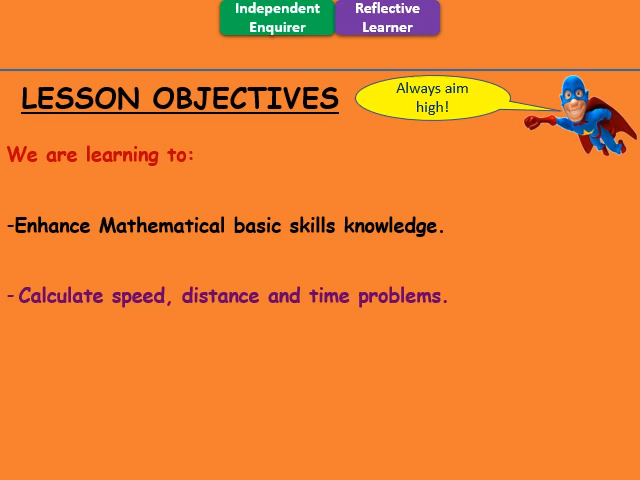 Independent
Enquirer
Reflective
Learner
LESSON OBJECTIVES
Always aim
high!
We are learning to:
-Enhance Mathematical basic skills knowledge.
- Calculate speed, distance and time problems.